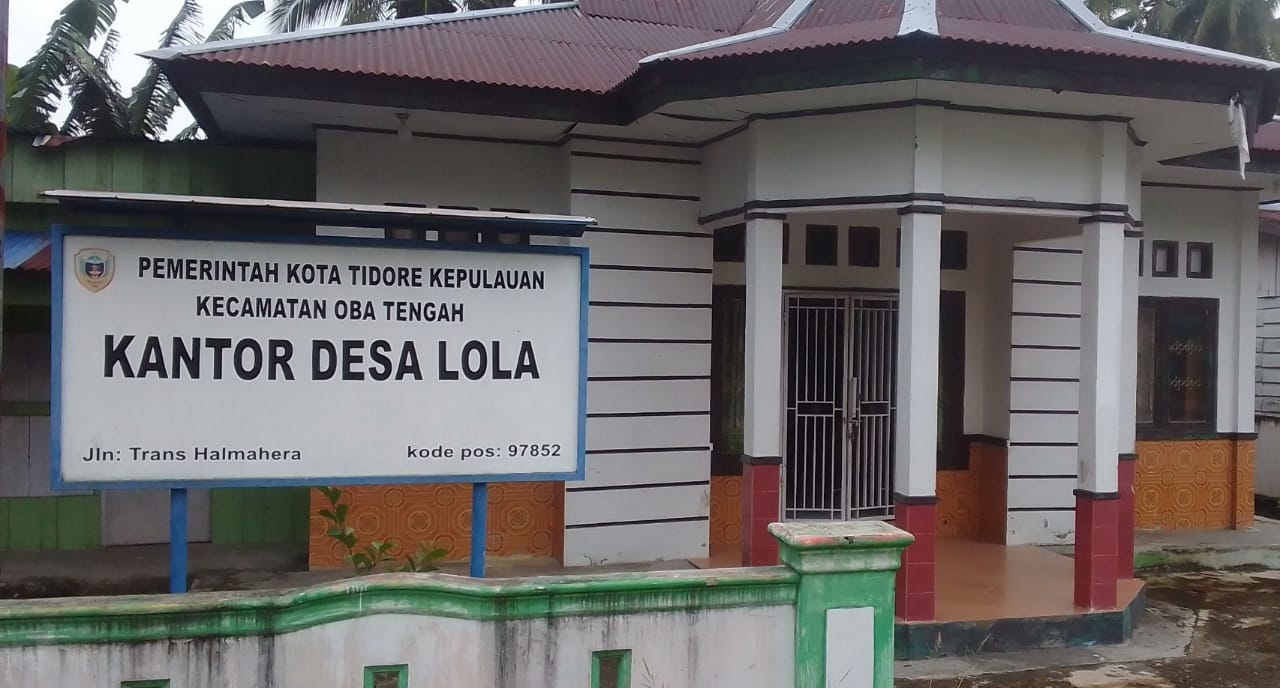 PEMERINTAH KOTA TIDORE KEPULAUAN
KECAMATAN OBA TENGAH
KANTOR DESA LOLA
Jln: Trans Halmahera kode pos: 97852